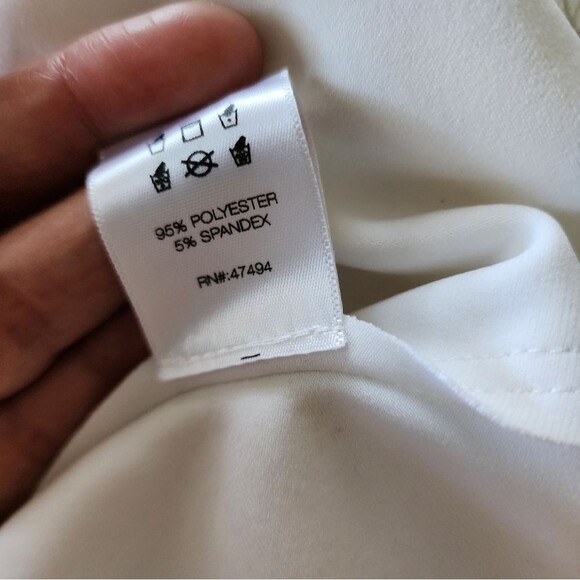 95% POLYESTER
5% SPANDEX
RN#:47494